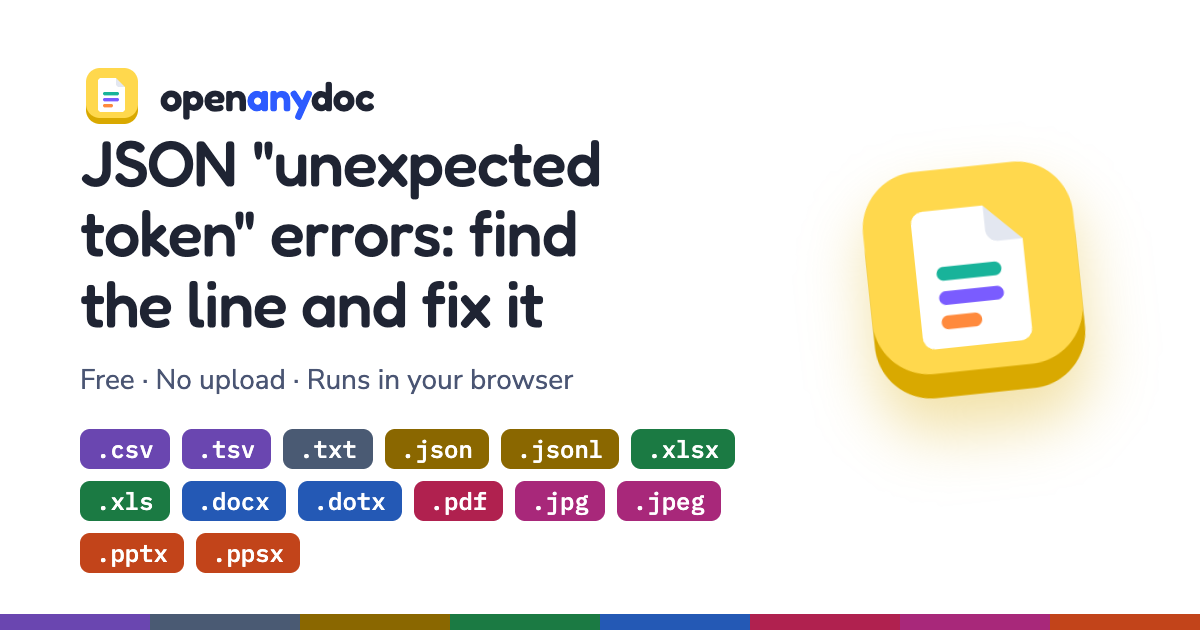 openanydoc
JSON "unexpected
token" errors: find
the line and fix it
Free · No upload · Runs in your browser
.csv .tsv .txt .json .jsonl .xlsx
.xls .docx .dotx .pdf .jpg .jpeg
.pptx .ppsx